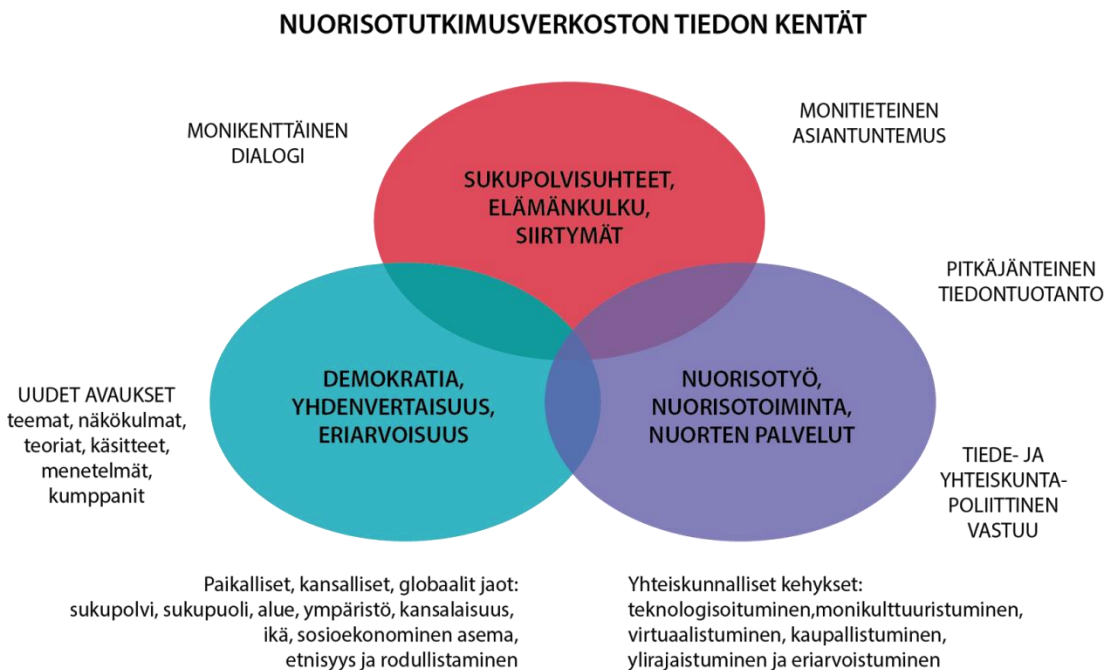 NUORISOTUTKIMUSVERKOSTON TIEDON KENTÄT
MONIKENTTÄINEN
DIALOGI
MONITIETEINEN
ASIANTUNTEMUS
SUKUPOLVISUHTEET,
ELÄMÄNKULKU,
SIIRTYMÄT
PITKÄJÄNTEINEN
TIEDONTUOTANTO
UUDET AVAUKSET
teemat, näkökulmat,
teoriat, käsitteet,
menetelmät,
kumppanit
DEMOKRATIA,
YHDENVERTAISUUS,
ERIARVOISUUS
NUORISOTYÖ,
NUORISOTOIMINTA,
NUORTEN PALVELUT
TIEDE- JA
YHTEISKUNTA-
POLIITTINEN
VASTUU
Paikalliset, kansalliset, globaalit jaot:
sukupolvi, sukupuoli, alue, ympäristö, kansalaisuus,
ikä, sosioekonominen asema,
etnisyys ja rodullistaminen
Yhteiskunnalliset kehykset:
teknologisoituminen,monikulttuuristuminen,
virtuaalistuminen, kaupallistuminen,
ylirajaistuminen ja eriarvoistuminen